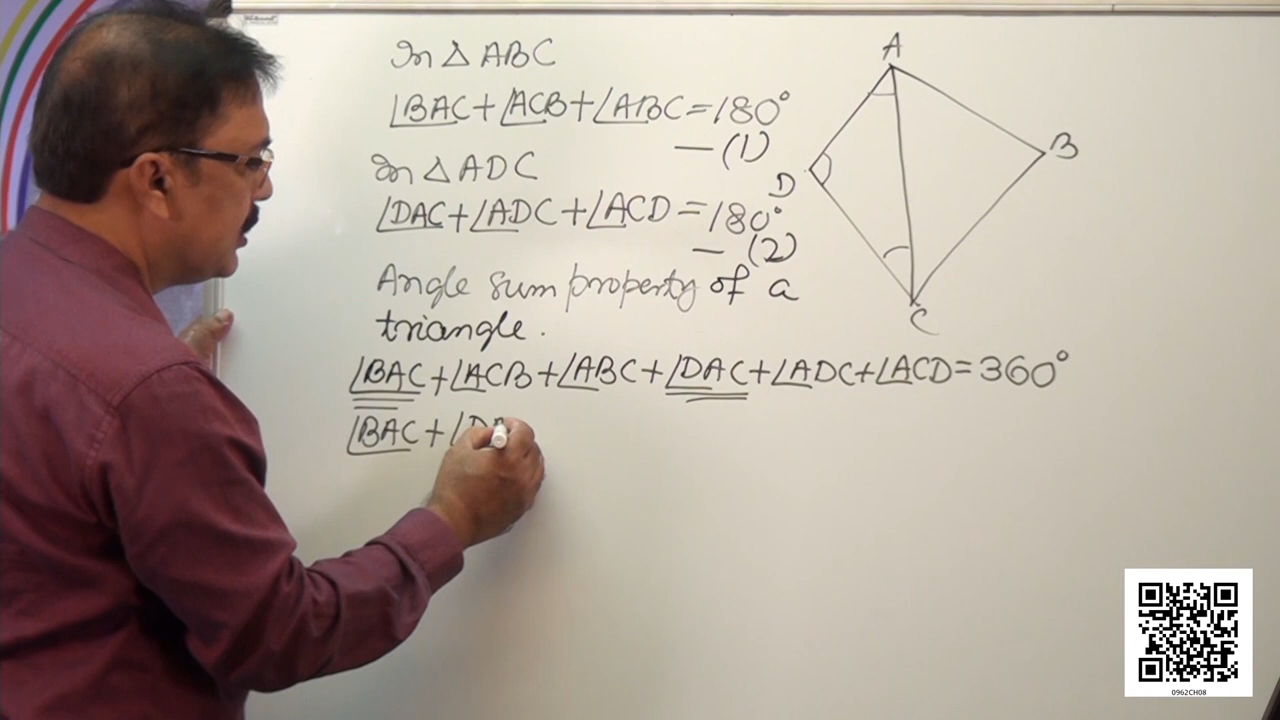 In △ ABC
∠BAC+∠ACB+∠ABC=180°
—(1)
In △ ADC
∠DAC+∠ADC+∠ACD=180°
—(2)
Angle sum property of a
triangle.
∠BAC+∠ACB+∠ABC+∠DAC+∠ADC+∠ACD=360°
∠BAC+∠DA
A
B
D
C
0962CH08